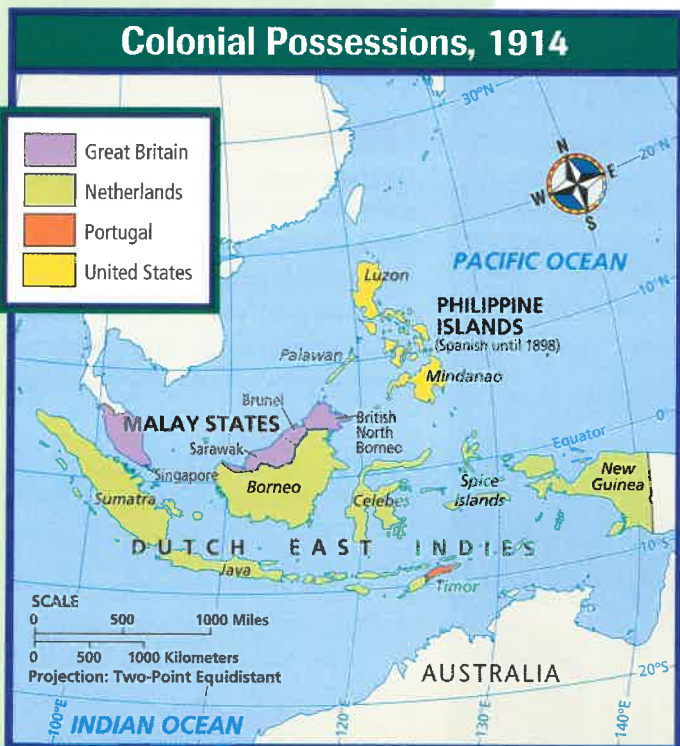 Colonial Possessions, 1914
Great Britain
Netherlands
Portugal
United States
30°N
20°N
N
E
W
S
PACIFIC OCEAN
10°N
Luzon
PHILIPPINE
ISLANDS
(Spanish until 1898)
Palawan
Mindanao
Brunei
MALAY STATES
British
North
Borneo
0
Equator
Sarawak
Singapore
Sumatra
Borneo
Celebes
Spice
Islands
New
Guinea
DUTCH EAST INDIES
10°S
Java
Timor
SCALE
0 500 1000 Miles
0 500 1000 Kilometers
Projection: Two-Point Equidistant
AUSTRALIA
20°S
100°E
INDIAN OCEAN
120°E
130°E
140°E